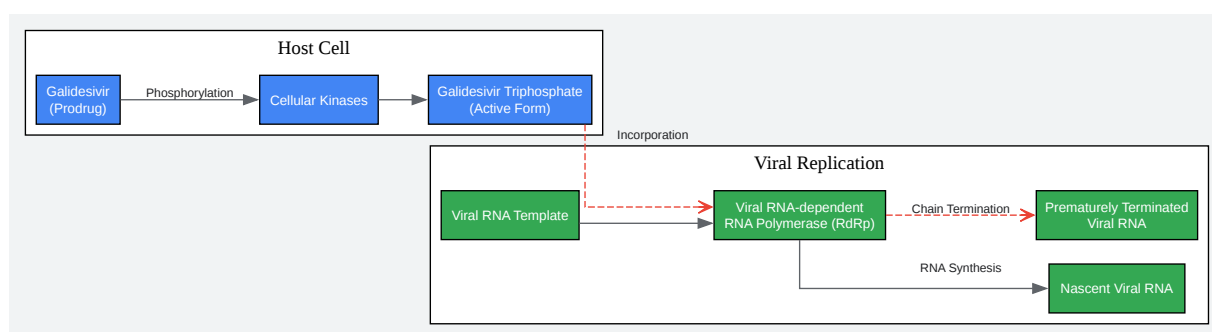 Host Cell
Galidesivir
(Prodrug)
Phosphorylation
Cellular Kinases
Galidesivir Triphosphate
(Active Form)
Incorporation
Viral Replication
Viral RNA Template
Viral RNA-dependent
RNA Polymerase (RdRp)
Chain Termination
Prematurely Terminated
Viral RNA
RNA Synthesis
Nascent Viral RNA